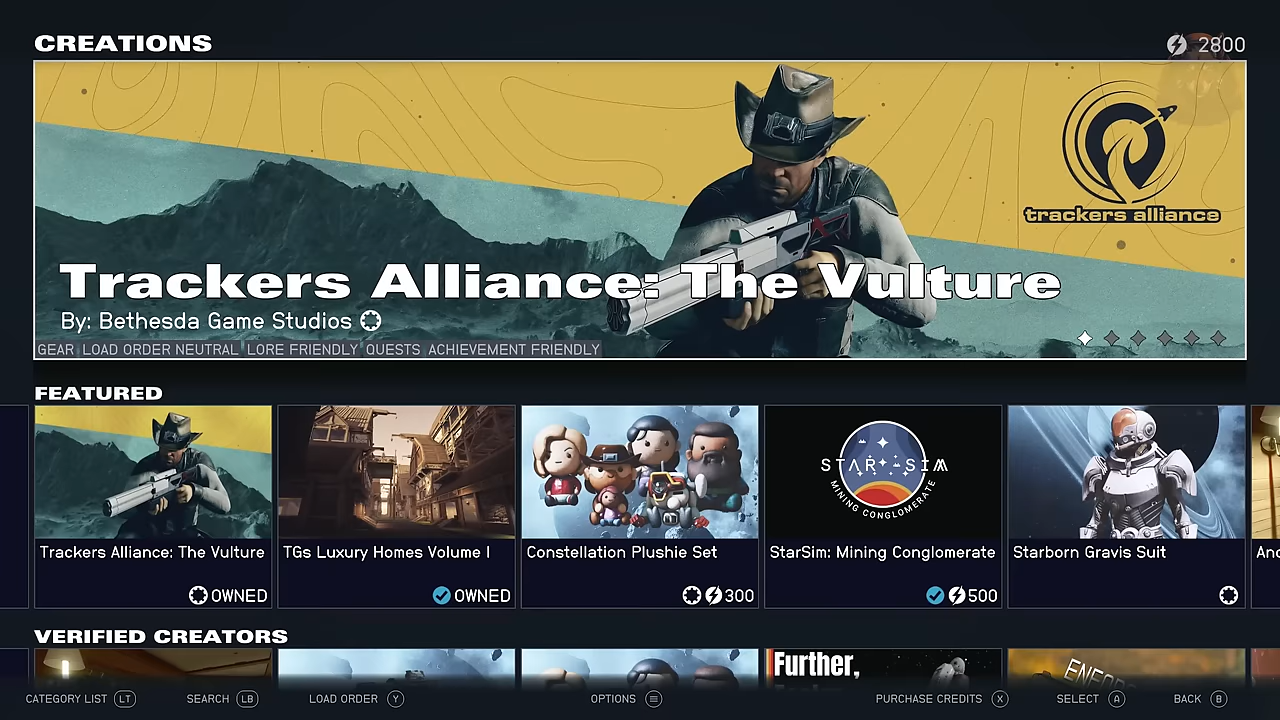 CREATIONS
2800
trackers alliance
Trackers Alliance: The Vulture
By: Bethesda Game Studios
GEAR LOAD ORDER NEUTRAL LORE FRIENDLY QUESTS ACHIEVEMENT FRIENDLY
FEATURED
STAR SIM
MINING CONGLOMERATE
Trackers Alliance: The Vulture
OWNED
TGs Luxury Homes Volume I
OWNED
Constellation Plushie Set
300
StarSim: Mining Conglomerate
500
Starborn Gravis Suit
VERIFIED CREATORS
Further,
CATEGORY LIST LT SEARCH LB LOAD ORDER Y OPTIONS PURCHASE CREDITS X SELECT A BACK B